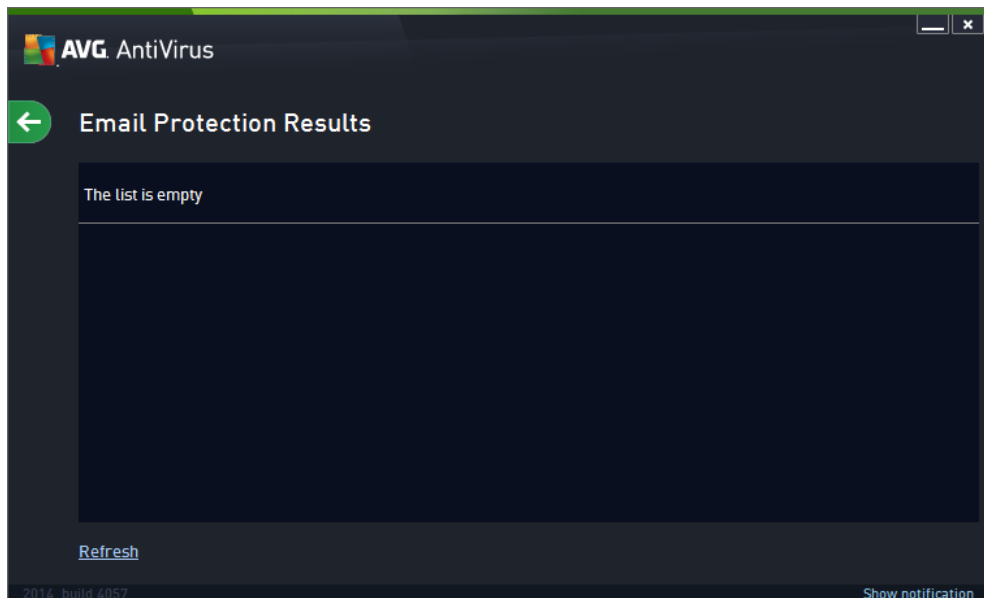 AVG. AntiVirus
Email Protection Results
The list is empty
Refresh
2014 build 4057
Show notification